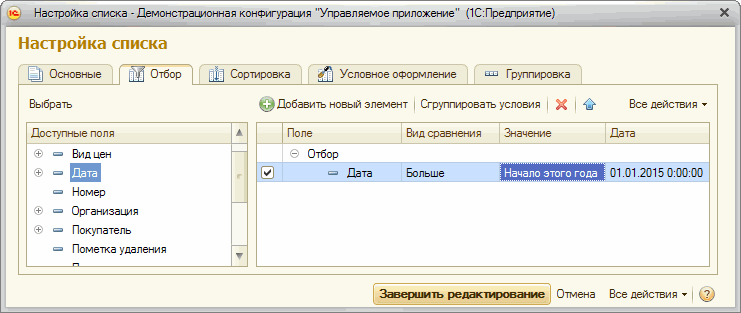 Настройка списка - Демонстрационная конфигурация "Управляемое приложение" (1С:Предприятие)
Настройка списка
Основные Отбор Сортировка Условное оформление Группировка
Выбрать Добавить новый элемент Сгруппировать условия Все действия
Доступные поля Поле Вид сравнения Значение Дата
Вид цен Отбор
Дата Дата Больше Начало этого года 01.01.2015 0:00:00
Номер
Организация
Покупатель
Пометка удаления
Завершить редактирование Отмена Все действия ?